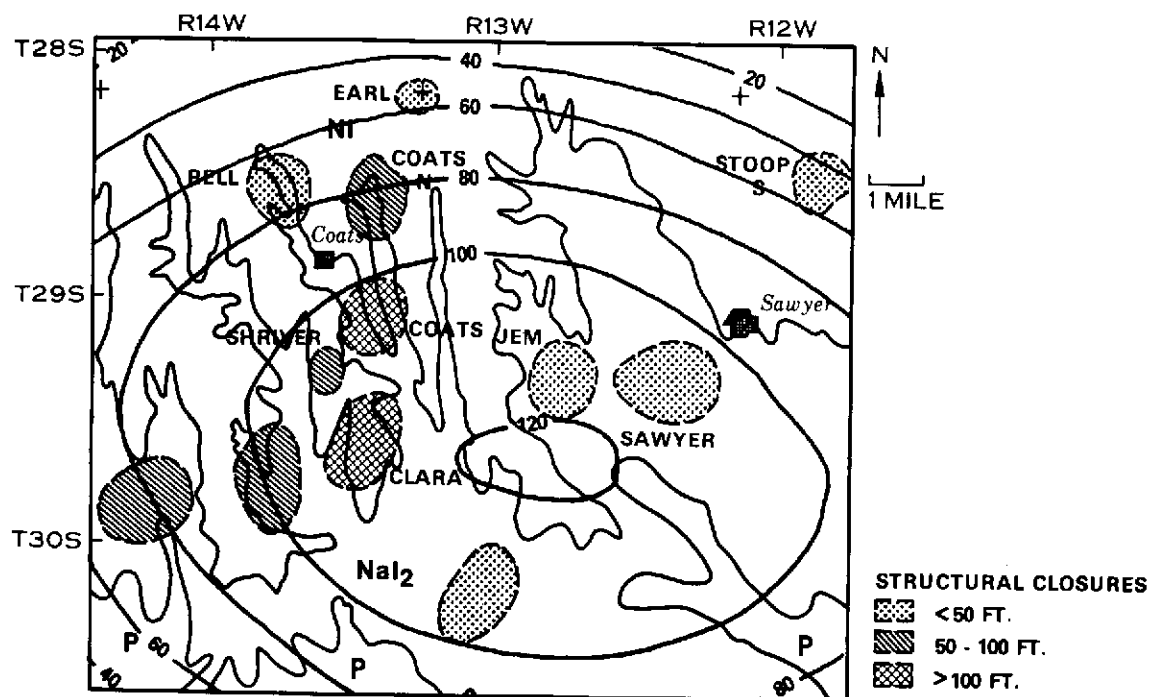 R14W R13W R12W
T28S
20 40 20
N
EARL 60
NI
COATS STOOP
BELL N 80 S
1 MILE
Coats
100
T29S
Sawyer
SHRIVER COATS JEM
120
SAWYER
CLARA
T30S
NaI₂
STRUCTURAL CLOSURES
<50 FT.
P 60 P P
50 - 100 FT.
40 80
>100 FT.